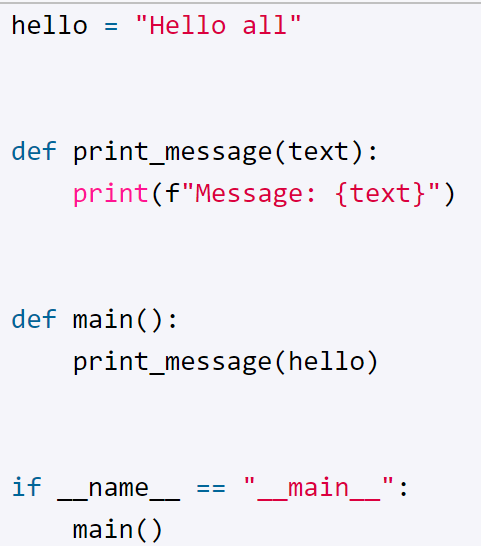 hello = "Hello all"
def print_message(text):
    print(f"Message: {text}")
def main():
    print_message(hello)
if __name__ == "__main__":
    main()